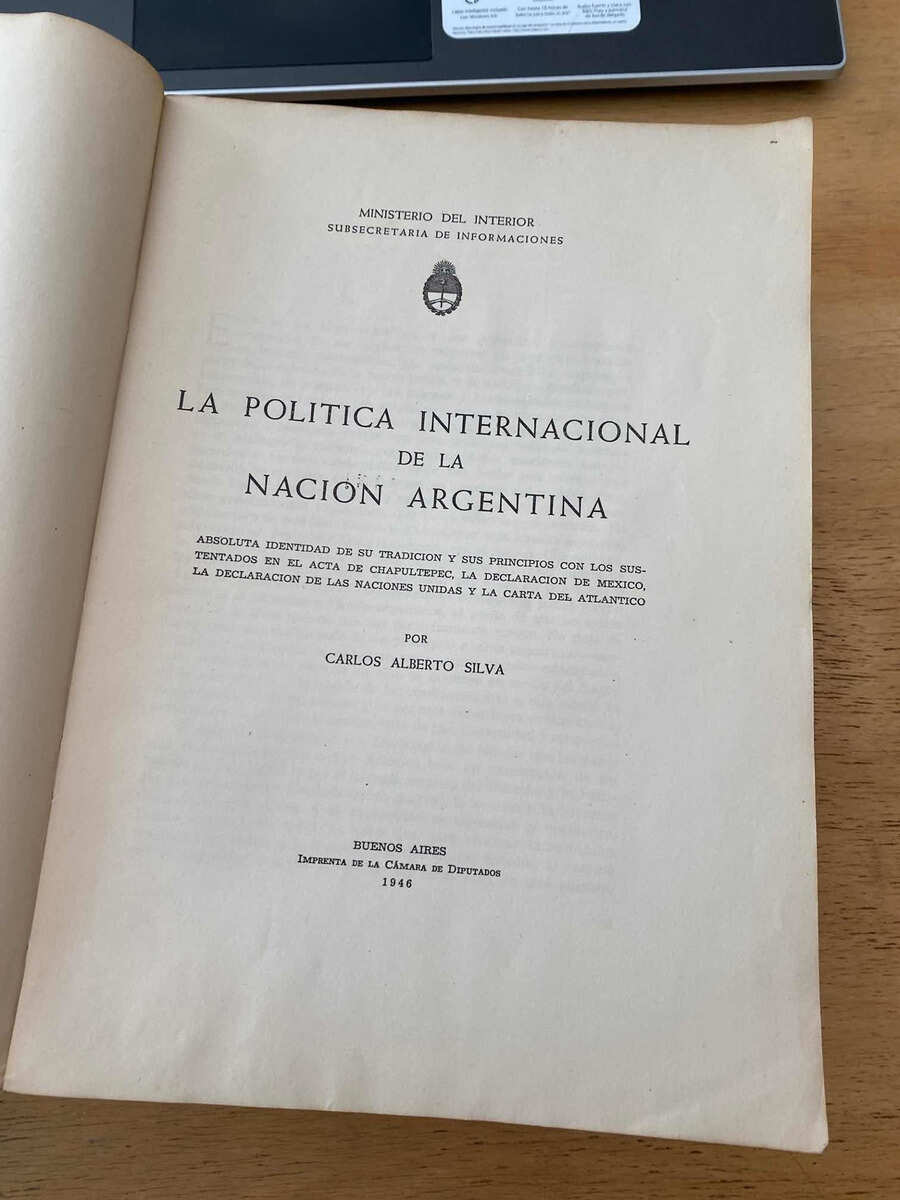 MINISTERIO DEL INTERIOR
SUBSECRETARIA DE INFORMACIONES
LA POLITICA INTERNACIONAL
DE LA
NACION ARGENTINA
ABSOLUTA IDENTIDAD DE SU TRADICION Y SUS PRINCIPIOS CON LOS SUS-
TENTADOS EN EL ACTA DE CHAPULTEPEC, LA DECLARACION DE MEXICO,
LA DECLARACION DE LAS NACIONES UNIDAS Y LA CARTA DEL ATLANTICO
POR
CARLOS ALBERTO SILVA
BUENOS AIRES
IMPRENTA DE LA CÁMARA DE DIPUTADOS
1946